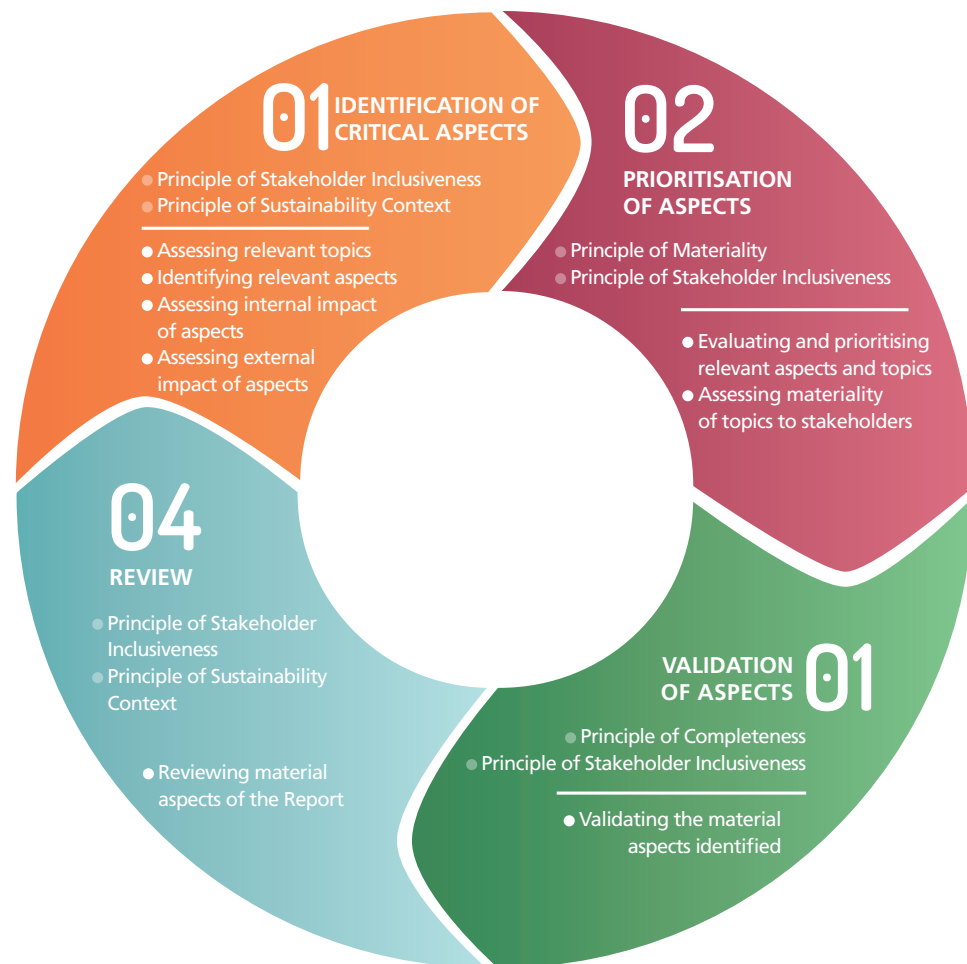 01 IDENTIFICATION OF
CRITICAL ASPECTS
Principle of Stakeholder Inclusiveness
Principle of Sustainability Context
Assessing relevant topics
Identifying relevant aspects
Assessing internal impact
of aspects
Assessing external
impact of aspects
02
PRIORITISATION
OF ASPECTS
Principle of Materiality
Principle of Stakeholder Inclusiveness
Evaluating and prioritising
relevant aspects and topics
Assessing materiality
of topics to stakeholders
VALIDATION
OF ASPECTS 01
Principle of Completeness
Principle of Stakeholder Inclusiveness
Validating the material
aspects identified
04
REVIEW
Principle of Stakeholder
Inclusiveness
Principle of Sustainability
Context
Reviewing material
aspects of the Report